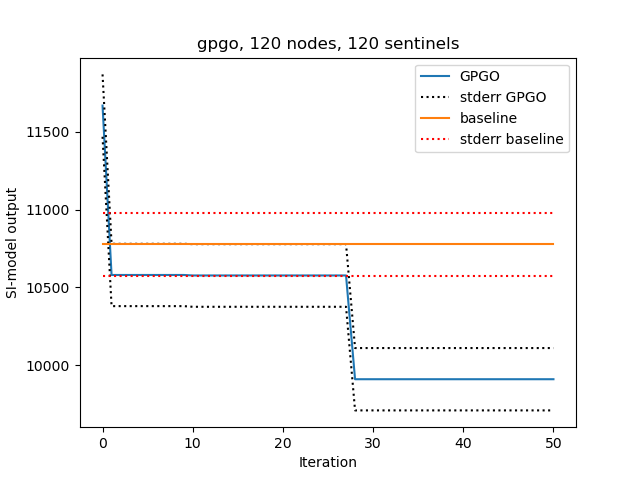 gpgo, 120 nodes, 120 sentinels
GPGO
stderr GPGO
baseline
stderr baseline
SI-model output
11500
11000
10500
10000
0 10 20 30 40 50
Iteration